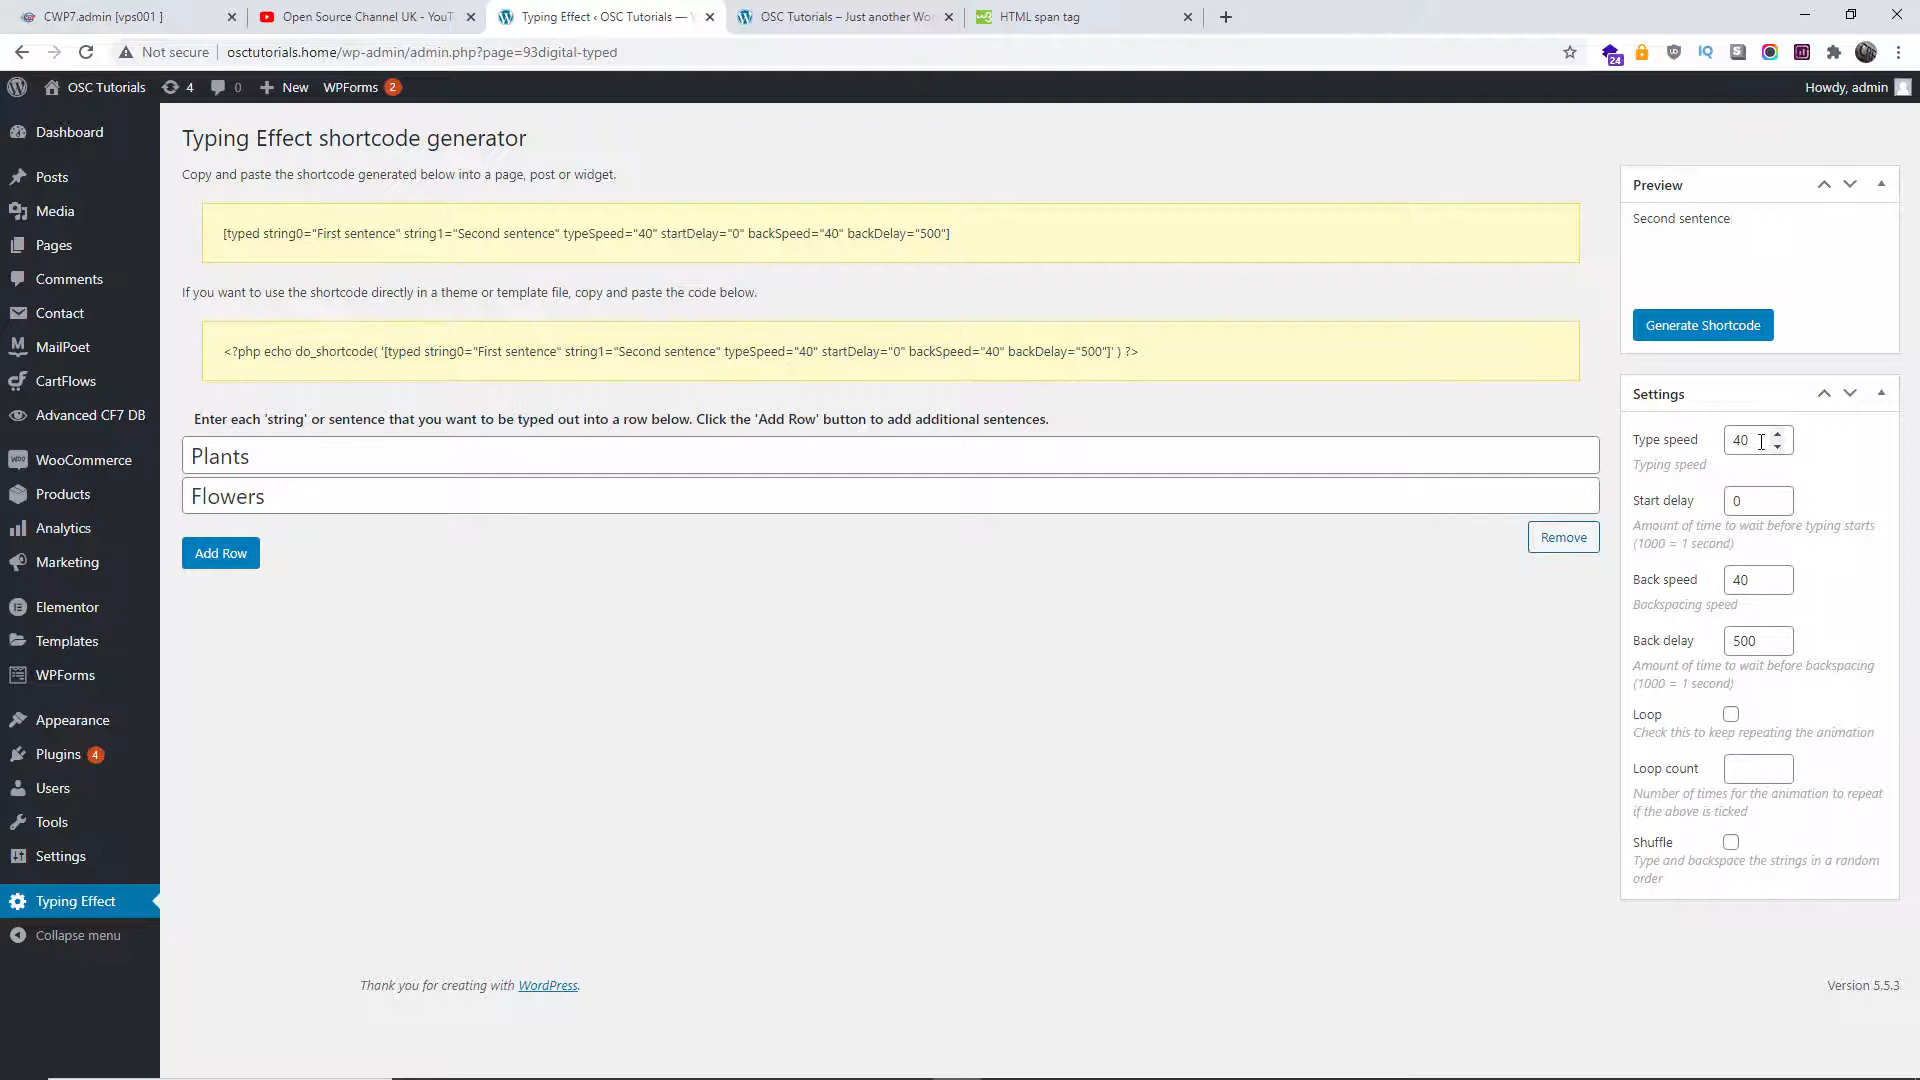 CWP7.admin [vps001 ]
Open Source Channel UK - YouT
Typing Effect ‹ OSC Tutorials —
OSC Tutorials – Just another Wo
HTML span tag
Not secure
osctutorials.home/wp-admin/admin.php?page=93digital-typed
24
OSC Tutorials
4
0
New
WPForms 2
Howdy, admin
Dashboard
Posts
Media
Pages
Comments
Contact
MailPoet
CartFlows
Advanced CF7 DB
WooCommerce
Products
Analytics
Marketing
Elementor
Templates
WPForms
Appearance
Plugins 4
Users
Tools
Settings
Typing Effect
Collapse menu
Typing Effect shortcode generator
Copy and paste the shortcode generated below into a page, post or widget.
[typed string0="First sentence" string1="Second sentence" typeSpeed="40" startDelay="0" backSpeed="40" backDelay="500"]
If you want to use the shortcode directly in a theme or template file, copy and paste the code below.
<?php echo do_shortcode( '[typed string0="First sentence" string1="Second sentence" typeSpeed="40" startDelay="0" backSpeed="40" backDelay="500"]' ) ?>
Enter each 'string' or sentence that you want to be typed out into a row below. Click the 'Add Row' button to add additional sentences.
Plants
Flowers
Remove
Add Row
Preview
Second sentence
Generate Shortcode
Settings
Type speed 40
Typing speed
Start delay 0
Amount of time to wait before typing starts
(1000 = 1 second)
Back speed 40
Backspacing speed
Back delay 500
Amount of time to wait before backspacing
(1000 = 1 second)
Loop
Check this to keep repeating the animation
Loop count
Number of times for the animation to repeat
if the above is ticked
Shuffle
Type and backspace the strings in a random
order
Thank you for creating with WordPress.
Version 5.5.3